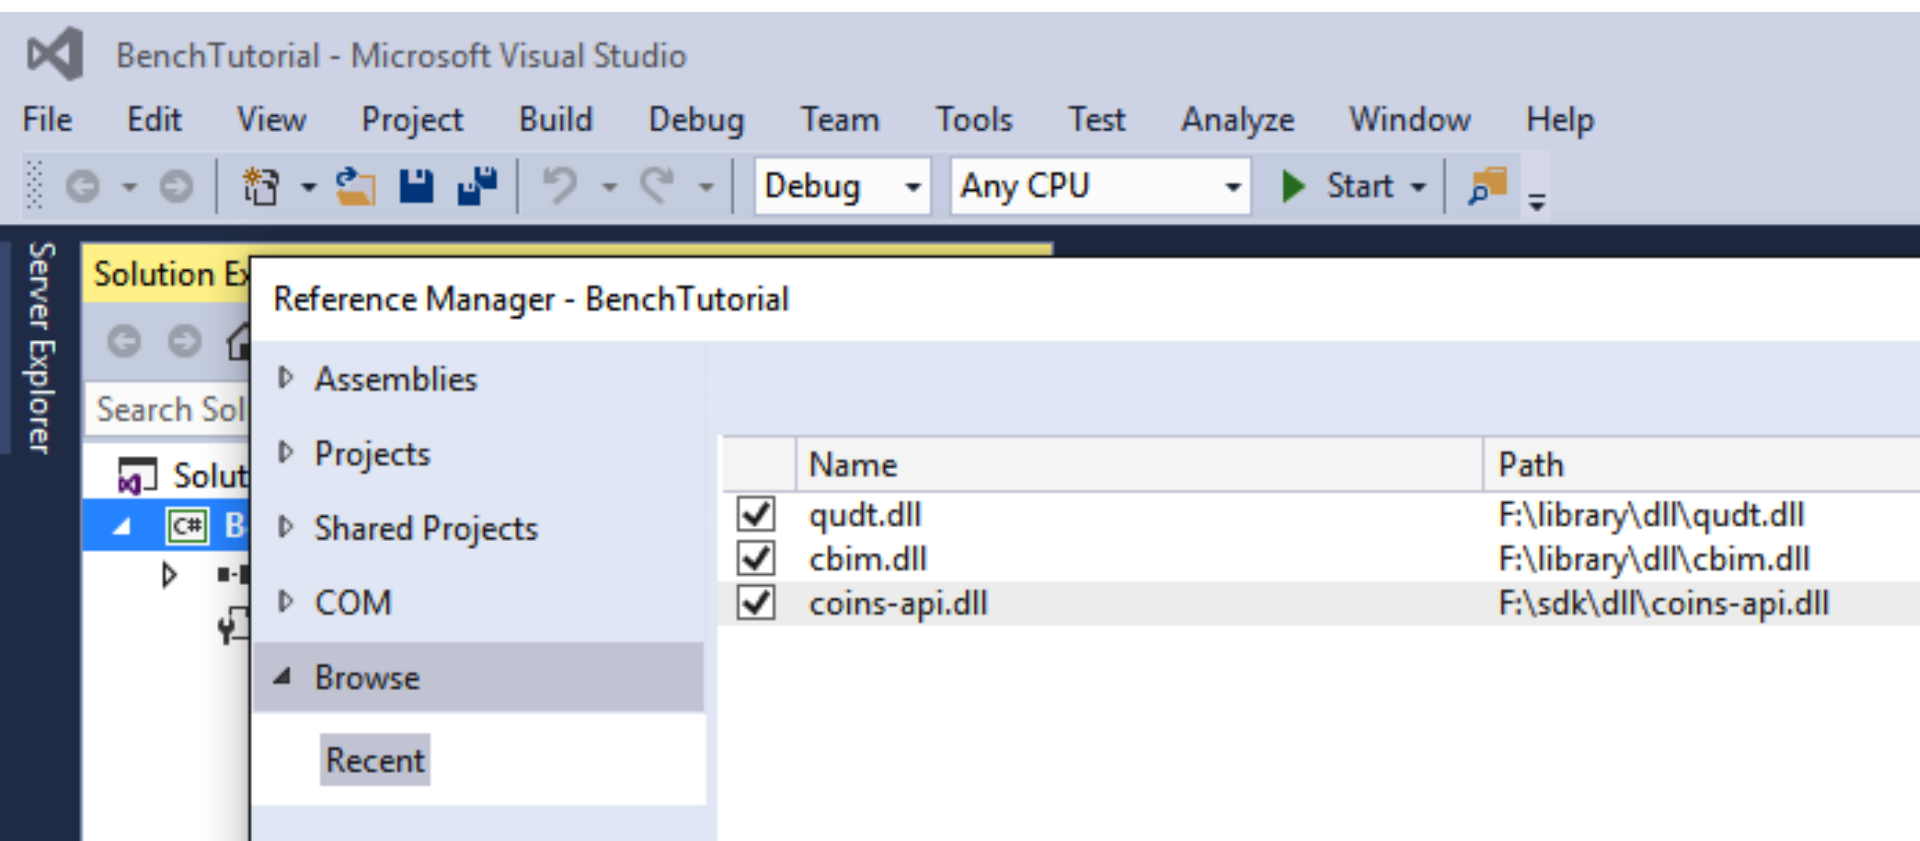 BenchTutorial - Microsoft Visual Studio
File Edit View Project Build Debug Team Tools Test Analyze Window Help
Debug Any CPU Start
Server Explorer
Solution Ex
Reference Manager - BenchTutorial
Search Sol
Solut
C# B
Assemblies
Projects
Shared Projects
COM
Browse
Recent
Name Path
qudt.dll F:\library\dll\qudt.dll
cbim.dll F:\library\dll\cbim.dll
coins-api.dll F:\sdk\dll\coins-api.dll